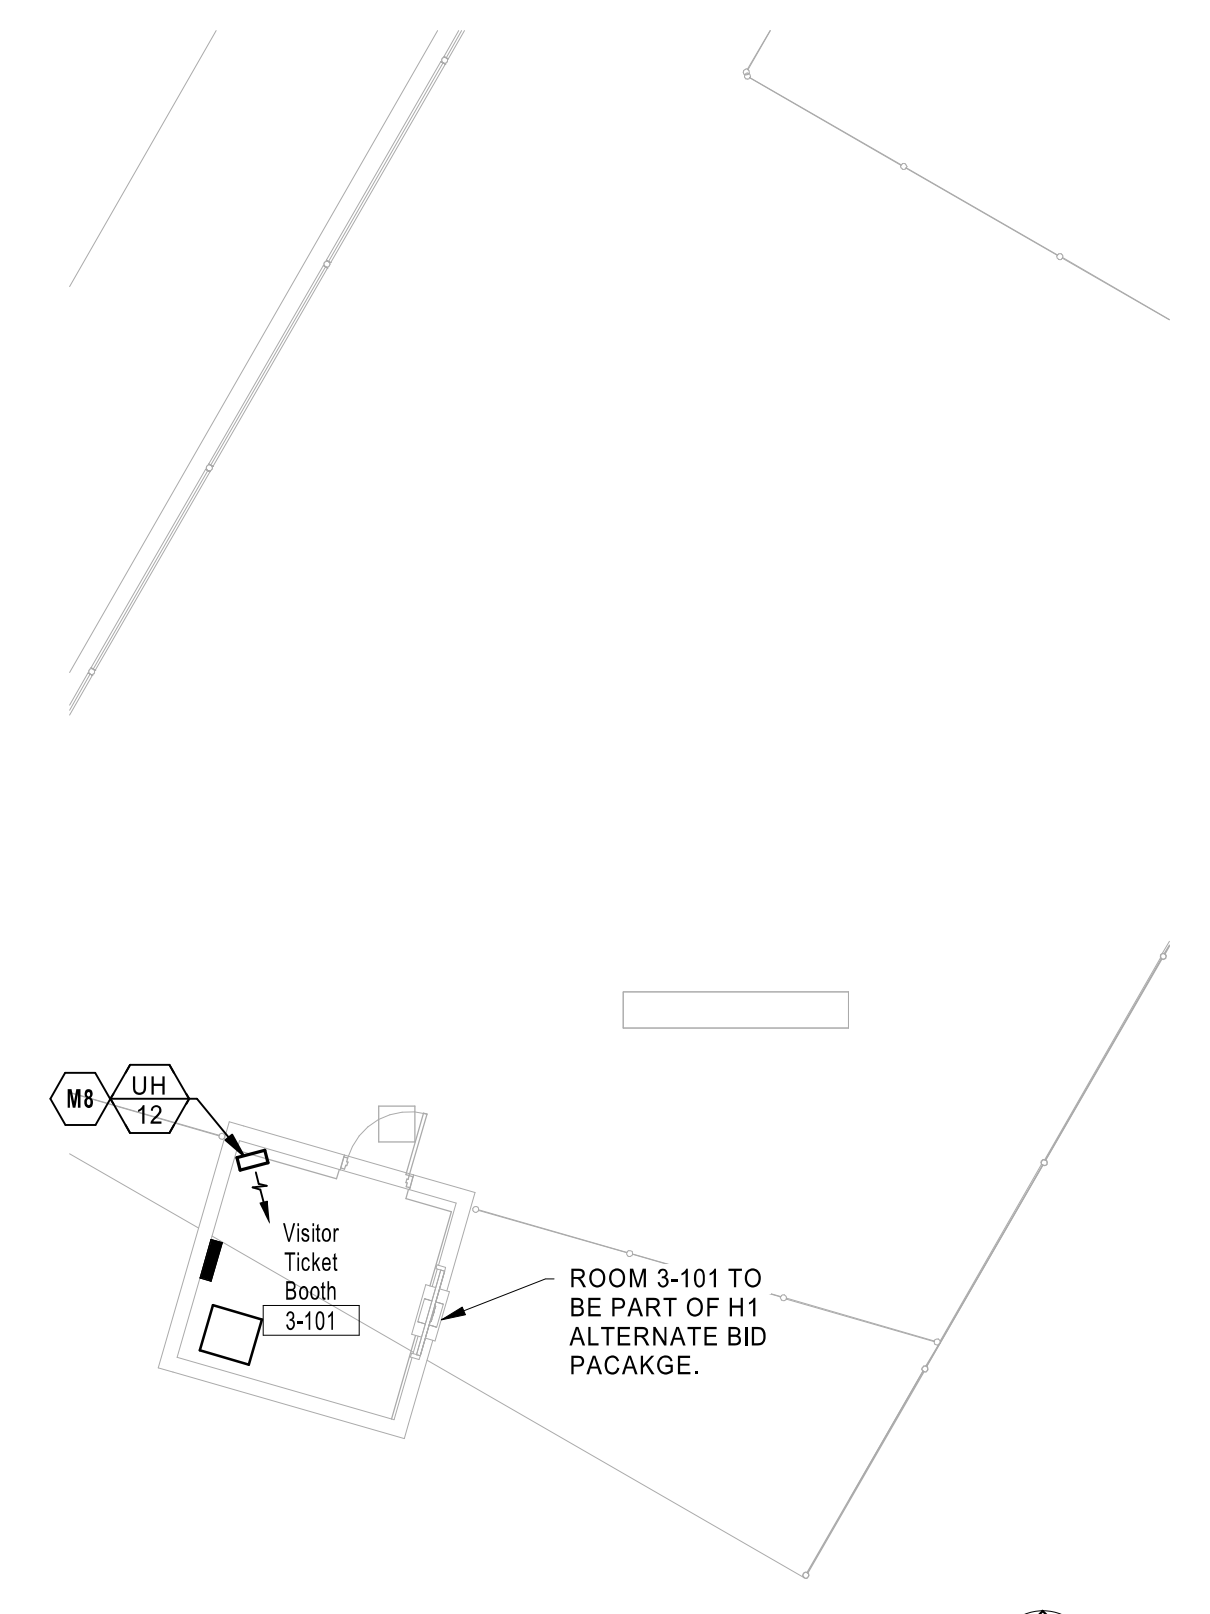 M8
UH
12
Visitor
Ticket
Booth
3-101
ROOM 3-101 TO
BE PART OF H1
ALTERNATE BID
PACAKGE.